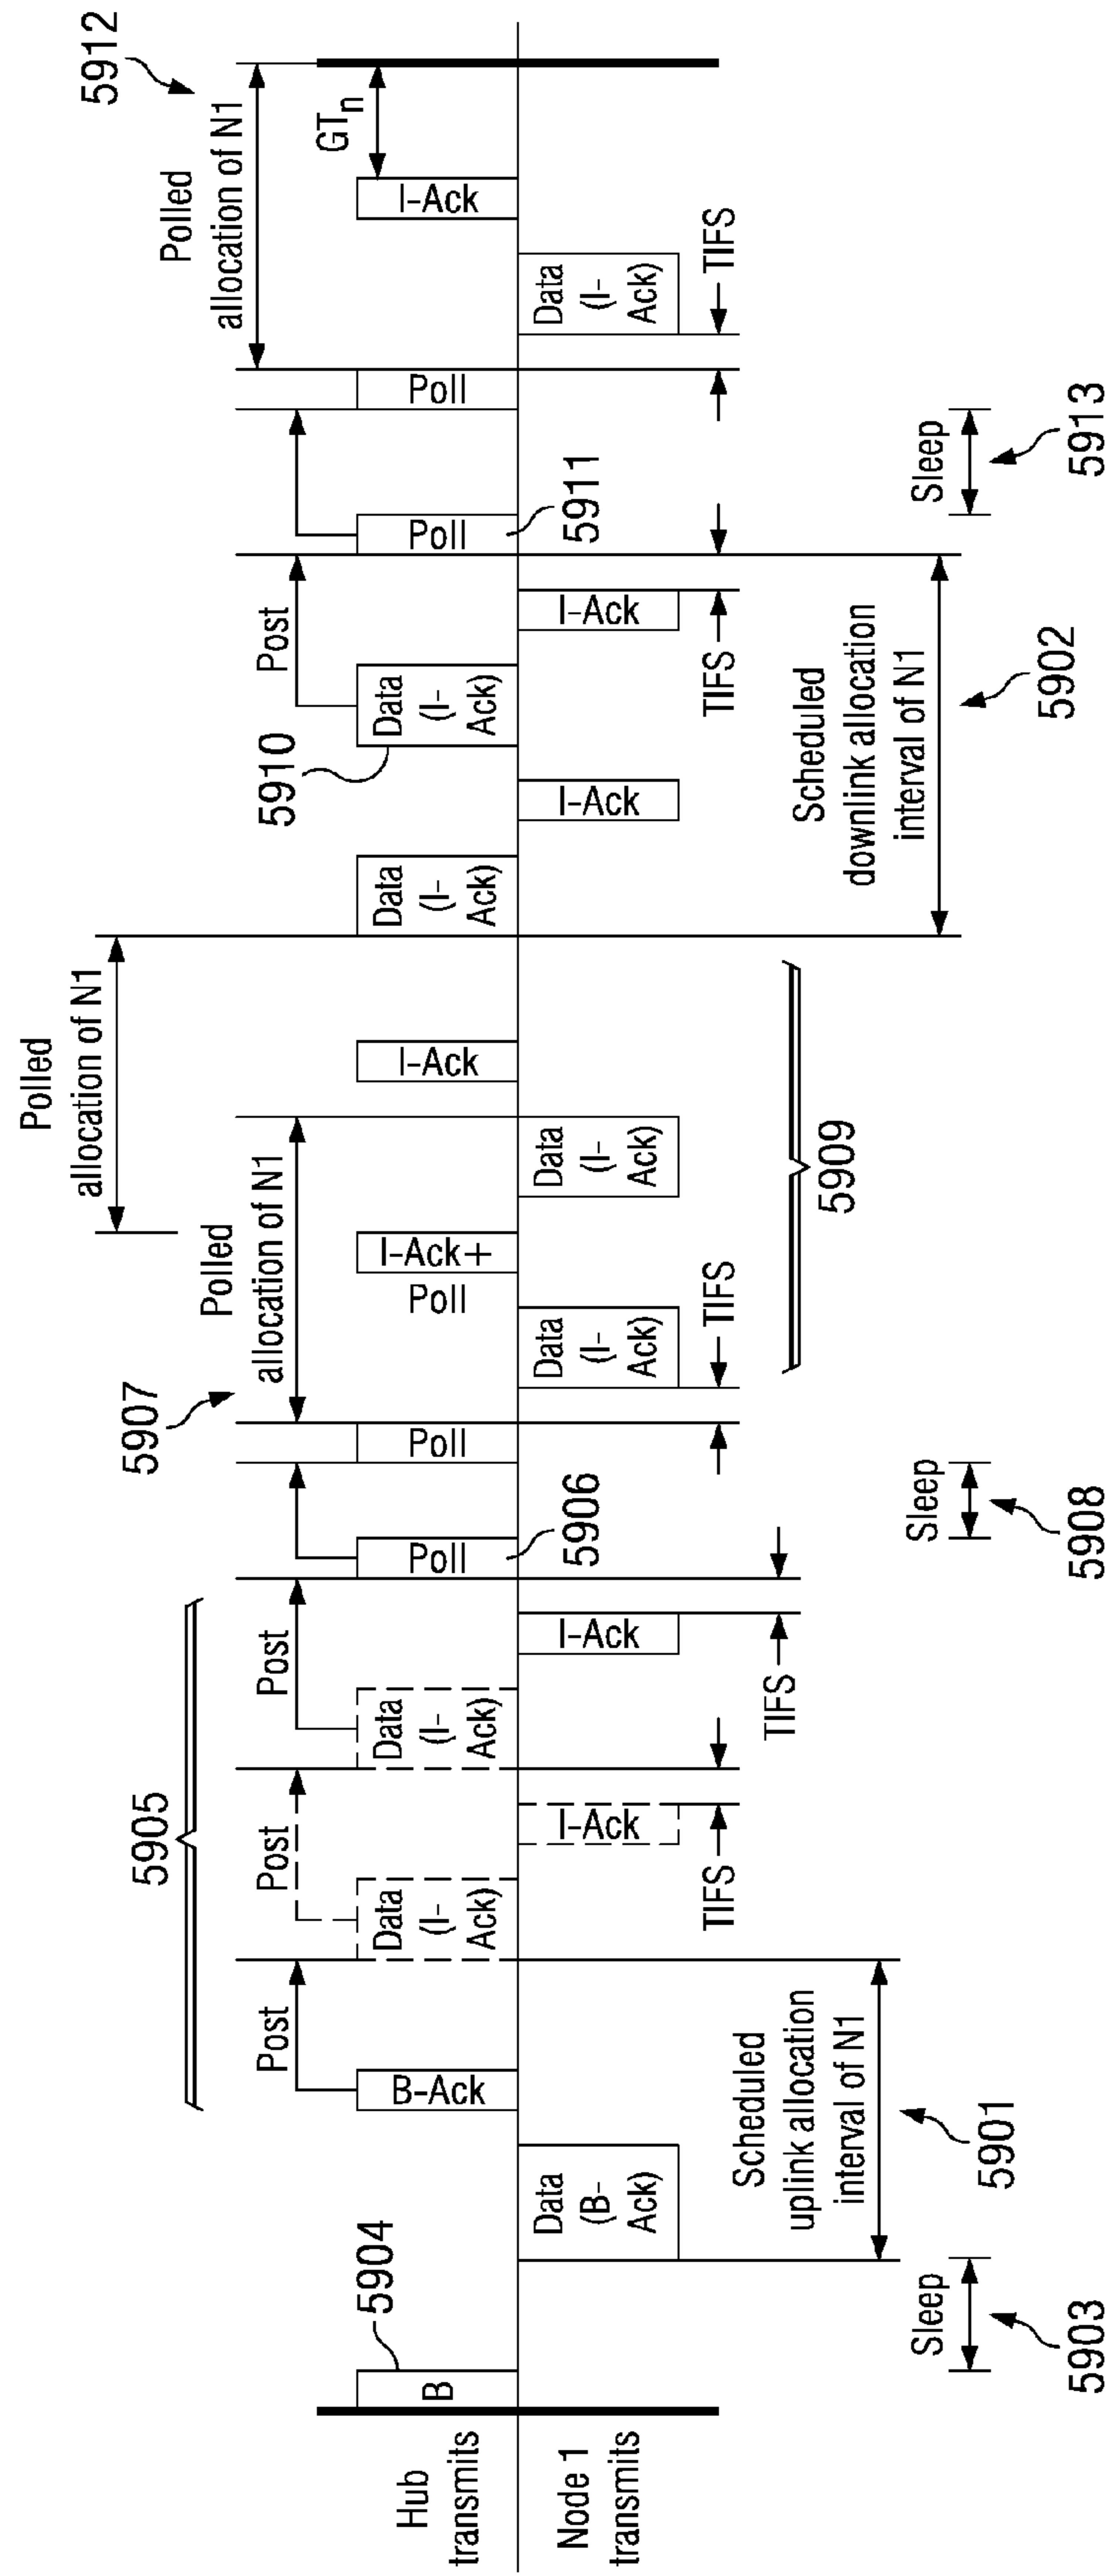 Hub
transmits
Node 1
transmits
B
5904
Sleep
5903
Data
(B-
Ack)
Scheduled
uplink allocation
interval of N1
5901
B-Ack
Post
5905
Data
(I-
Ack)
Post
I-Ack
TIFS
Data
(I-
Ack)
Post
I-Ack
TIFS
Poll
5906
Sleep
5908
Poll
5907
Polled
allocation of N1
Data
(I-
Ack)
TIFS
I-Ack+
Poll
Data
(I-
Ack)
5909
I-Ack
Polled
allocation of N1
Data
(I-
Ack)
I-Ack
5910
Data
(I-
Ack)
Post
I-Ack
TIFS
Scheduled
downlink allocation
interval of N1
5902
Poll
5911
Sleep
5913
Poll
Data
(I-
Ack)
TIFS
I-Ack
GTn
Polled
allocation of N1
5912